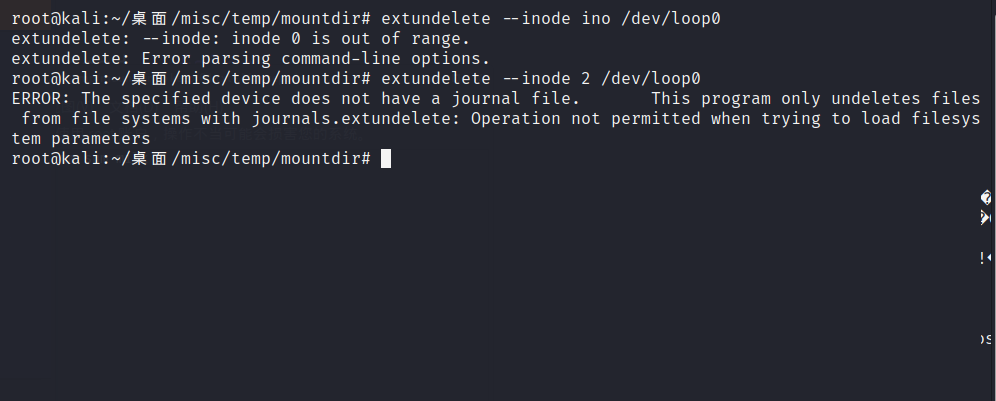 root@kali:~/桌面/misc/temp/mountdir# extundelete --inode ino /dev/loop0
extundelete: --inode: inode 0 is out of range.
extundelete: Error parsing command-line options.
root@kali:~/桌面/misc/temp/mountdir# extundelete --inode 2 /dev/loop0
ERROR: The specified device does not have a journal file.       This program only undeletes files
 from file systems with journals.extundelete: Operation not permitted when trying to load filesys
tem parameters
root@kali:~/桌面/misc/temp/mountdir#